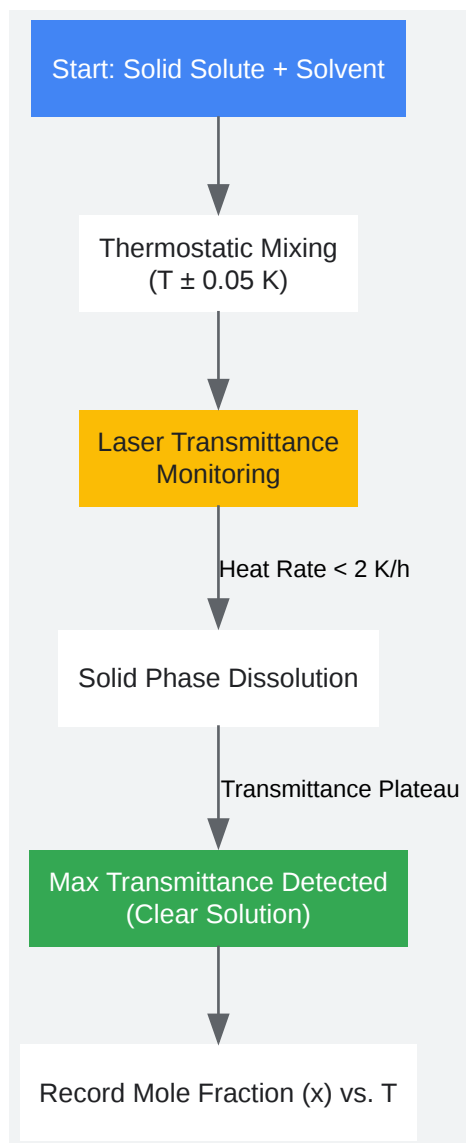 Start: Solid Solute + Solvent
Thermostatic Mixing
(T ± 0.05 K)
Laser Transmittance
Monitoring
Heat Rate < 2 K/h
Solid Phase Dissolution
Transmittance Plateau
Max Transmittance Detected
(Clear Solution)
Record Mole Fraction (x) vs. T